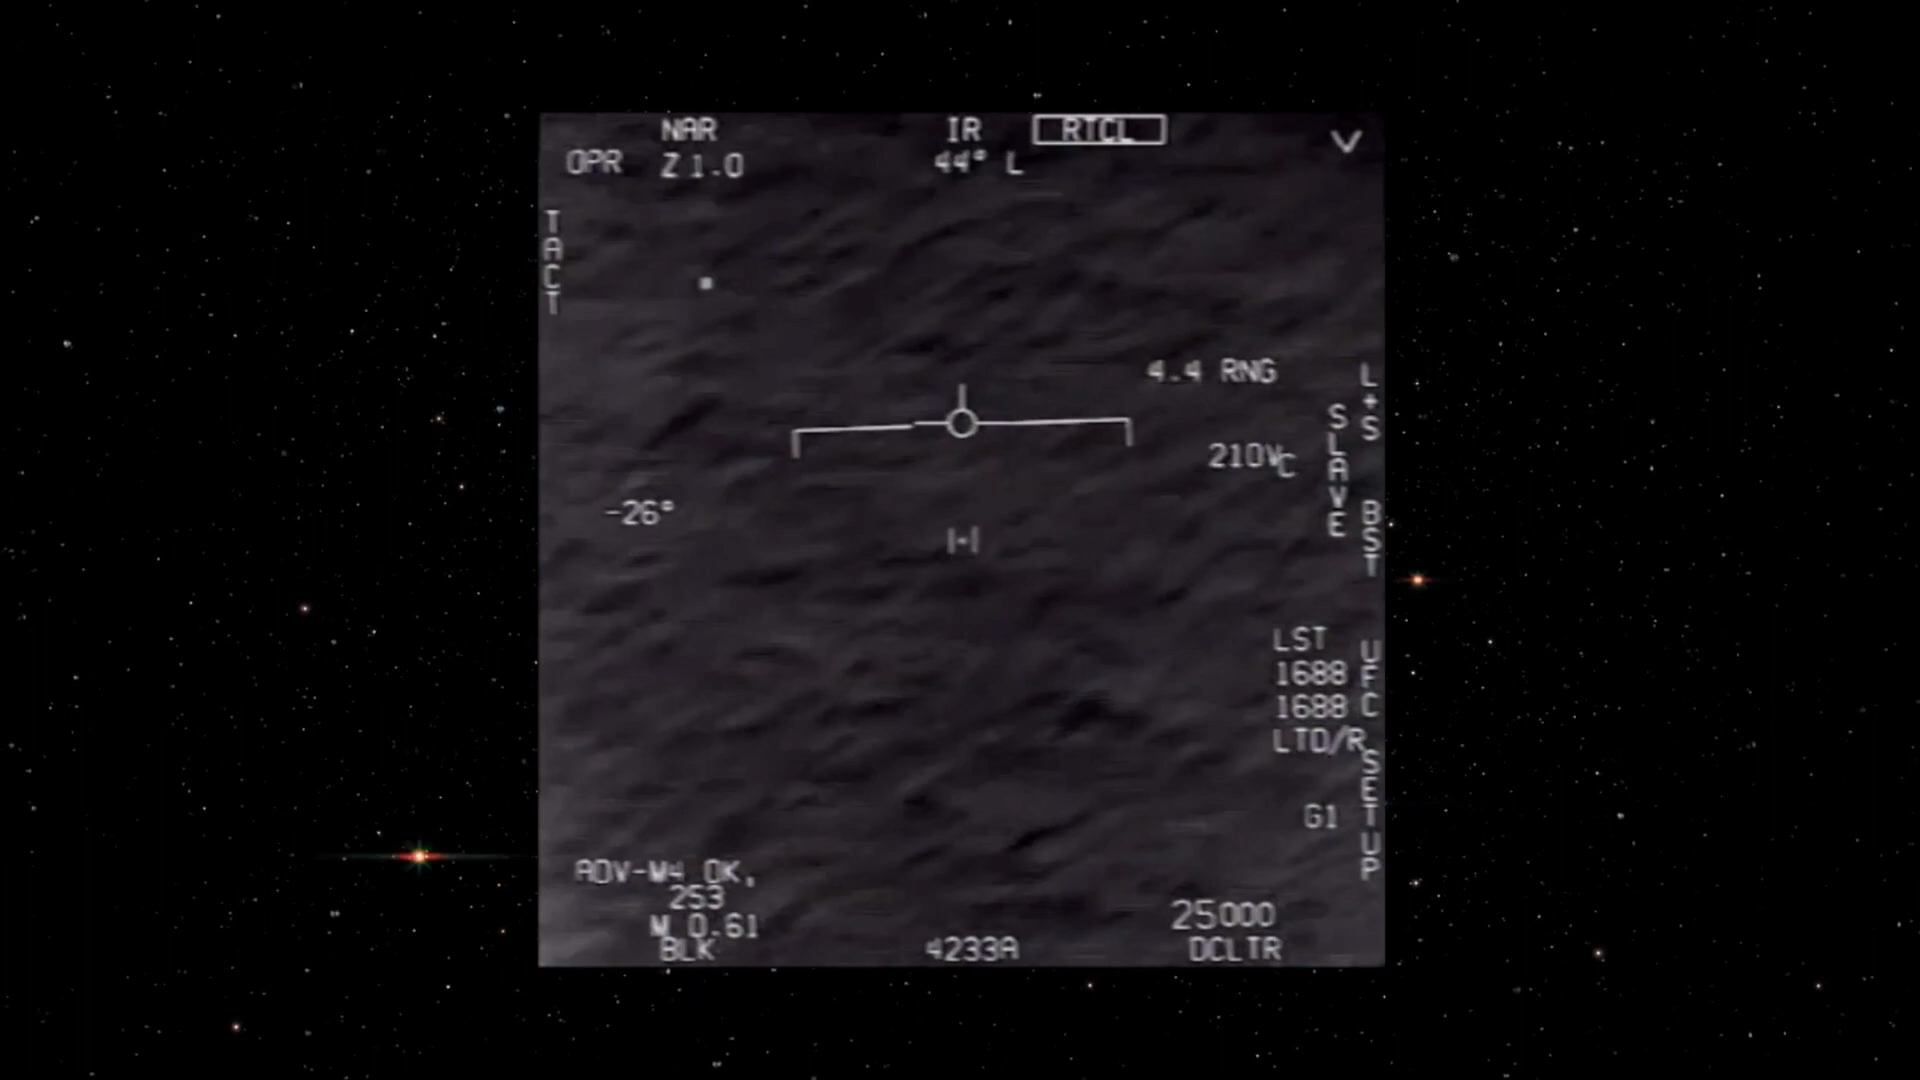 NAR IR RTCL
OPR Z 1.0 44° L
TACT
4.4 RNG
L+S
SLAVE
210Vc
-26°
BST
LST
1688
1688
UFC
LTD/R
SETUP
G1
ADV-M4 OK,
253
M 0.61
25000
BLK 4233A DCLTR